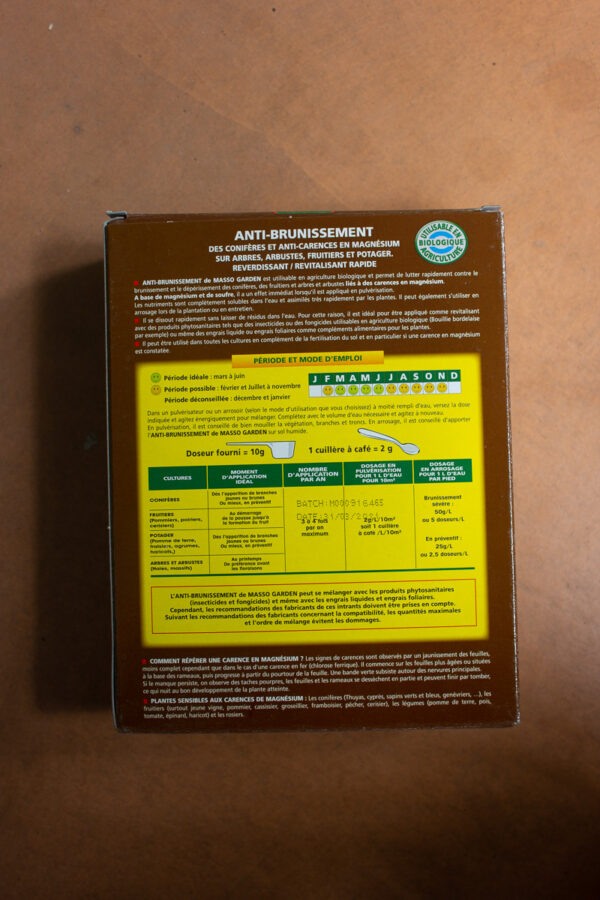 ANTI-BRUNISSEMENT
DES CONIFÈRES ET ANTI-CARENCES EN MAGNÉSIUM
SUR ARBRES, ARBUSTES, FRUITIERS ET POTAGER.
REVERDISSANT / REVITALISANT RAPIDE
UTILISABLE EN
BIOLOGIQUE
AGRICULTURE
ANTI-BRUNISSEMENT de MASSO GARDEN est utilisable en agriculture biologique et permet de lutter rapidement contre le
brunissement et le dépérissement des conifères, des fruitiers et arbres et arbustes liés à des carences en magnésium.
A base de magnésium et de soufre, il a un effet immédiat lorsqu'il est appliqué en pulvérisation.
Les nutriments sont complètement solubles dans l'eau et assimilés très rapidement par les plantes. Il peut également s'utiliser en
arrosage lors de la plantation ou en entretien.
Il se dissout rapidement sans laisser de résidus dans l'eau. Pour cette raison, il est idéal pour être appliqué comme revitalisant
avec des produits phytosanitaires tels que des insecticides ou des fongicides utilisables en agriculture biologique (Bouillie bordelaise
par exemple) ou même des engrais liquide ou engrais foliaires comme compléments alimentaires pour les plantes.
Il peut être utilisé dans toutes les cultures en complément de la fertilisation du sol et en particulier si une carence en magnésium
est constatée.
PÉRIODE ET MODE D'EMPLOI
Période idéale : mars à juin
Période possible : février et Juillet à novembre
Période déconseillée : décembre et janvier
J F M A M J J A S O N D
Dans un pulvérisateur ou un arrosoir (selon le mode d'utilisation que vous choisissez) à moitié rempli d'eau, versez la dose
indiquée et agitez énergiquement pour mélanger. Complétez avec le volume d'eau nécessaire et agitez a nouveau.
En pulvérisation, il est conseillé de bien mouiller la végétation, branches et troncs. En arrosage, il est conseillé d'apporter
l'ANTI-BRUNISSEMENT de MASSO GARDEN sur sol humide.
Doseur fourni = 10g
1 cuillère à café = 2 g
CULTURES
MOMENT
D'APPLICATION
IDÉAL
NOMBRE
D'APPLICATION
PAR AN
DOSAGE EN
PULVÉRISATION
POUR 1 L D'EAU
POUR 10m²
DOSAGE
EN ARROSAGE
POUR 1 L D'EAU
PAR PIED
CONIFÈRES
Dès l'apparition de branches
jaunes ou brunes
Ou mieux, en préventif
FRUITIERS
(Pommiers, poiriers,
cerisiers)
Au démarrage
de la pousse jusqu'à
la formation du fruit
POTAGER
(Pomme de terre,
fraisiers, agrumes,
haricots,)
Dès l'apparition de branches
jaunes ou brunes
Ou mieux, en préventif
ARBRES ET ARBUSTES
(Haies, massifs)
Au printemps
De préférence avant
les floraisons
BATCH:M000916465
DATE:31/03/
3 à 4 fois
par an
maximum
2g/L/10m²
soit 1 cuillère
à café /L/10m²
Brunissement
sévère :
50g/L
ou 5 doseurs/L
En préventif :
25g/L
ou 2,5 doseurs/L
L'ANTI-BRUNISSEMENT de MASSO GARDEN peut se mélanger avec les produits phytosanitaires
(insecticides et fongicides) et même avec les engrais liquides et engrais foliaires.
Cependant, les recommandations des fabricants de ces intrants doivent être prises en compte.
Suivant les recommandations des fabricants concernant la compatibilité, les quantités maximales
et l'ordre de mélange évitent les dommages.
COMMENT RÉPÉRER UNE CARENCE EN MAGNÉSIUM ? Les signes de carences sont observés par un jaunissement des feuilles,
moins complet cependant que dans le cas d'une carence en fer (chlorose ferrique). Il commence sur les feuilles plus âgées ou situées
à la base des rameaux, puis progresse à partir du pourtour de la feuille. Une bande verte subsiste autour des nervures principales.
Si le manque persiste, on observe des taches pourpres, les feuilles et les rameaux se dessèchent en partie et peuvent finir par tomber,
ce qui nuit au bon développement de la plante atteinte.
PLANTES SENSIBLES AUX CARENCES DE MAGNÉSIUM : Les conifères (Thuyas, cyprès, sapins verts et bleus, genévriers, ...), les
fruitiers (surtout jeune vigne, pommier, cassissier, groseillier, framboisier, pêcher, cerisier), les légumes (pomme de terre, pois,
tomate, épinard, haricot) et les rosiers.